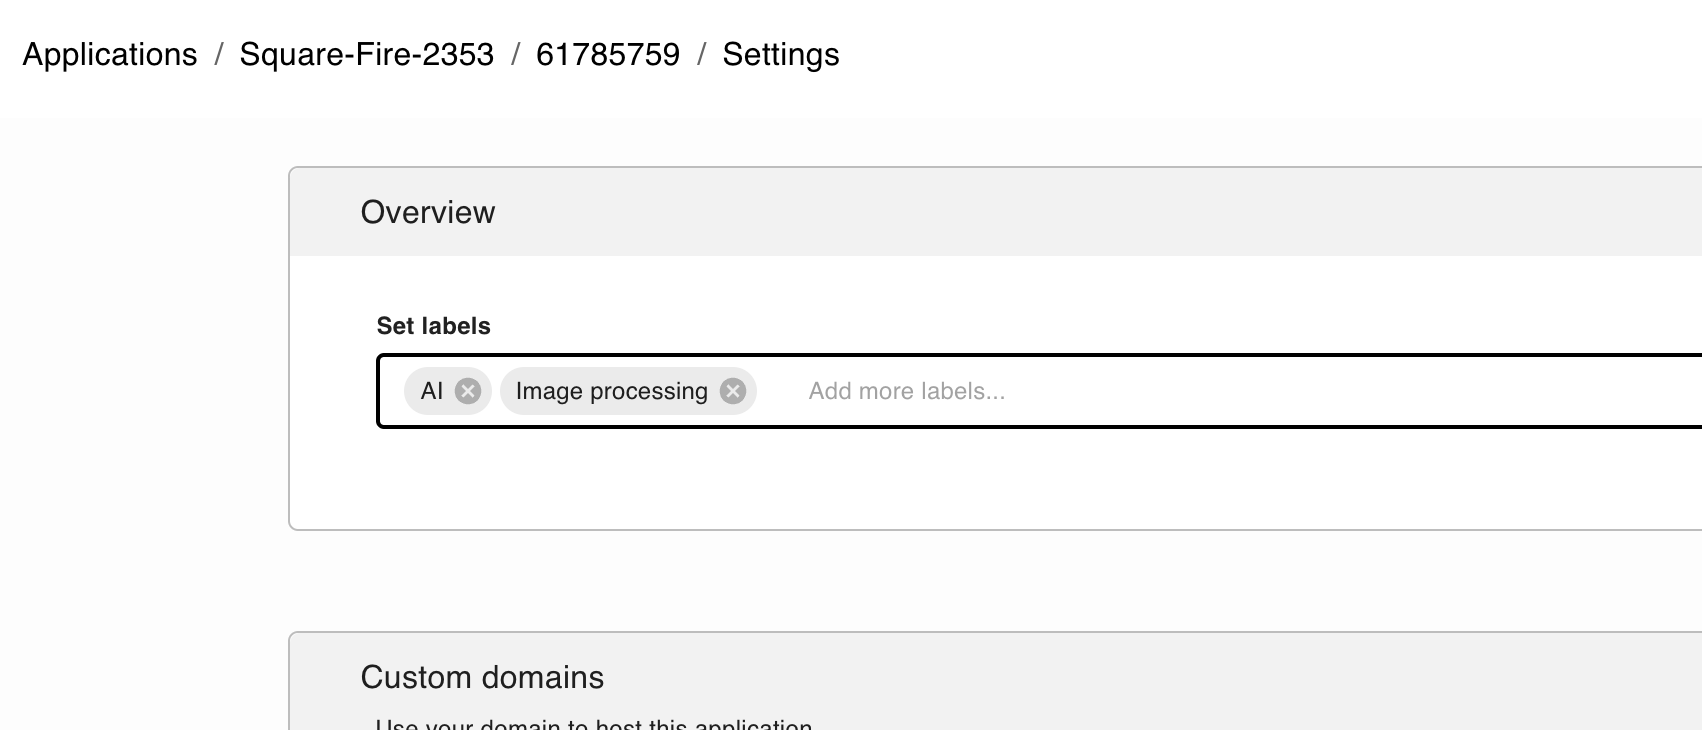 Applications / Square-Fire-2353 / 61785759 / Settings
Overview
Set labels
AI Image processing Add more labels...
Custom domains
Use your domain to host this application